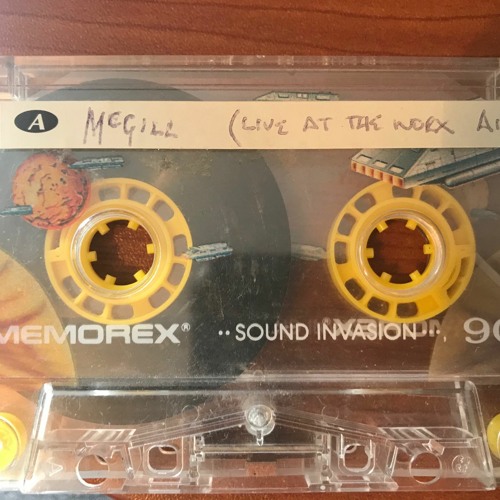 A McGILL (LIVE AT THE WORX
MEMOREX® ·· SOUND INVASION 90
A